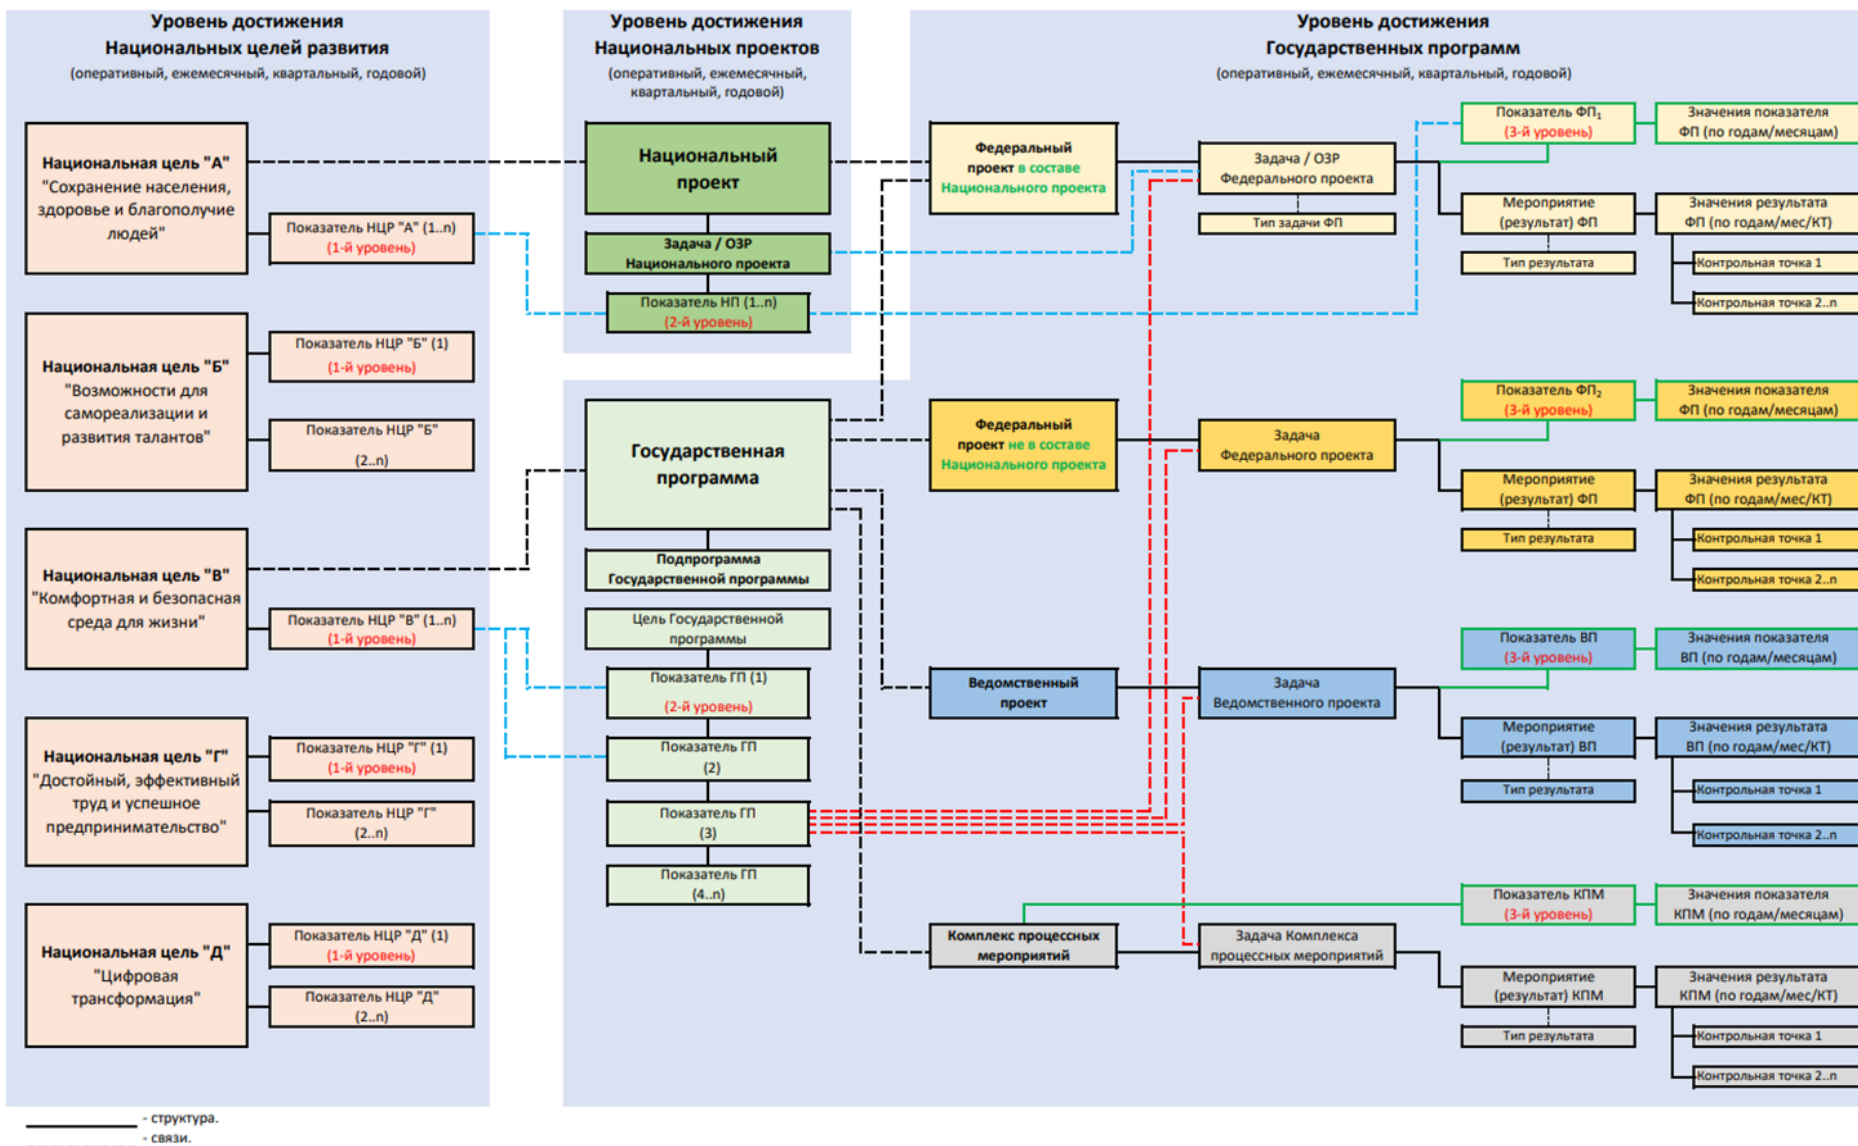 Уровень достижения
Национальных целей развития
(оперативный, ежемесячный, квартальный, годовой)
Национальная цель "А"
"Сохранение населения,
здоровье и благополучие
людей"
Показатель НЦР "А" (1..n)
(1-й уровень)
Национальная цель "Б"
"Возможности для
самореализации и
развития талантов"
Показатель НЦР "Б" (1)
(1-й уровень)
Показатель НЦР "Б"
(2..n)
Национальная цель "В"
"Комфортная и безопасная
среда для жизни"
Показатель НЦР "В" (1..n)
(1-й уровень)
Национальная цель "Г"
"Достойный, эффективный
труд и успешное
предпринимательство"
Показатель НЦР "Г" (1)
(1-й уровень)
Показатель НЦР "Г"
(2..n)
Национальная цель "Д"
"Цифровая
трансформация"
Показатель НЦР "Д" (1)
(1-й уровень)
Показатель НЦР "Д"
(2..n)
Уровень достижения
Национальных проектов
(оперативный, ежемесячный,
квартальный, годовой)
Национальный
проект
Задача / ОЗР
Национального проекта
Показатель НП (1..n)
(2-й уровень)
Государственная
программа
Подпрограмма
Государственной программы
Цель Государственной
программы
Показатель ГП (1)
(2-й уровень)
Показатель ГП
(2)
Показатель ГП
(3)
Показатель ГП
(4..n)
Уровень достижения
Государственных программ
(оперативный, ежемесячный, квартальный, годовой)
Федеральный
проект в составе
Национального проекта
Задача / ОЗР
Федерального проекта
Тип задачи ФП
Показатель ФП₁
(3-й уровень)
Значения показателя
ФП (по годам/месяцам)
Мероприятие
(результат) ФП
Значения результата
ФП (по годам/мес/КТ)
Тип результата
Контрольная точка 1
Контрольная точка 2..n
Федеральный
проект не в составе
Национального проекта
Задача
Федерального проекта
Показатель ФП₂
(3-й уровень)
Значения показателя
ФП (по годам/месяцам)
Мероприятие
(результат) ФП
Значения результата
ФП (по годам/мес/КТ)
Тип результата
Контрольная точка 1
Контрольная точка 2..n
Ведомственный
проект
Задача
Ведомственного проекта
Показатель ВП
(3-й уровень)
Значения показателя
ВП (по годам/месяцам)
Мероприятие
(результат) ВП
Значения результата
ВП (по годам/мес/КТ)
Тип результата
Контрольная точка 1
Контрольная точка 2..n
Комплекс процессных
мероприятий
Задача Комплекса
процессных мероприятий
Показатель КПМ
(3-й уровень)
Значения показателя
КПМ (по годам/месяцам)
Мероприятие
(результат) КПМ
Значения результата
КПМ (по годам/мес/КТ)
Тип результата
Контрольная точка 1
Контрольная точка 2..n
- структура.
- связи.